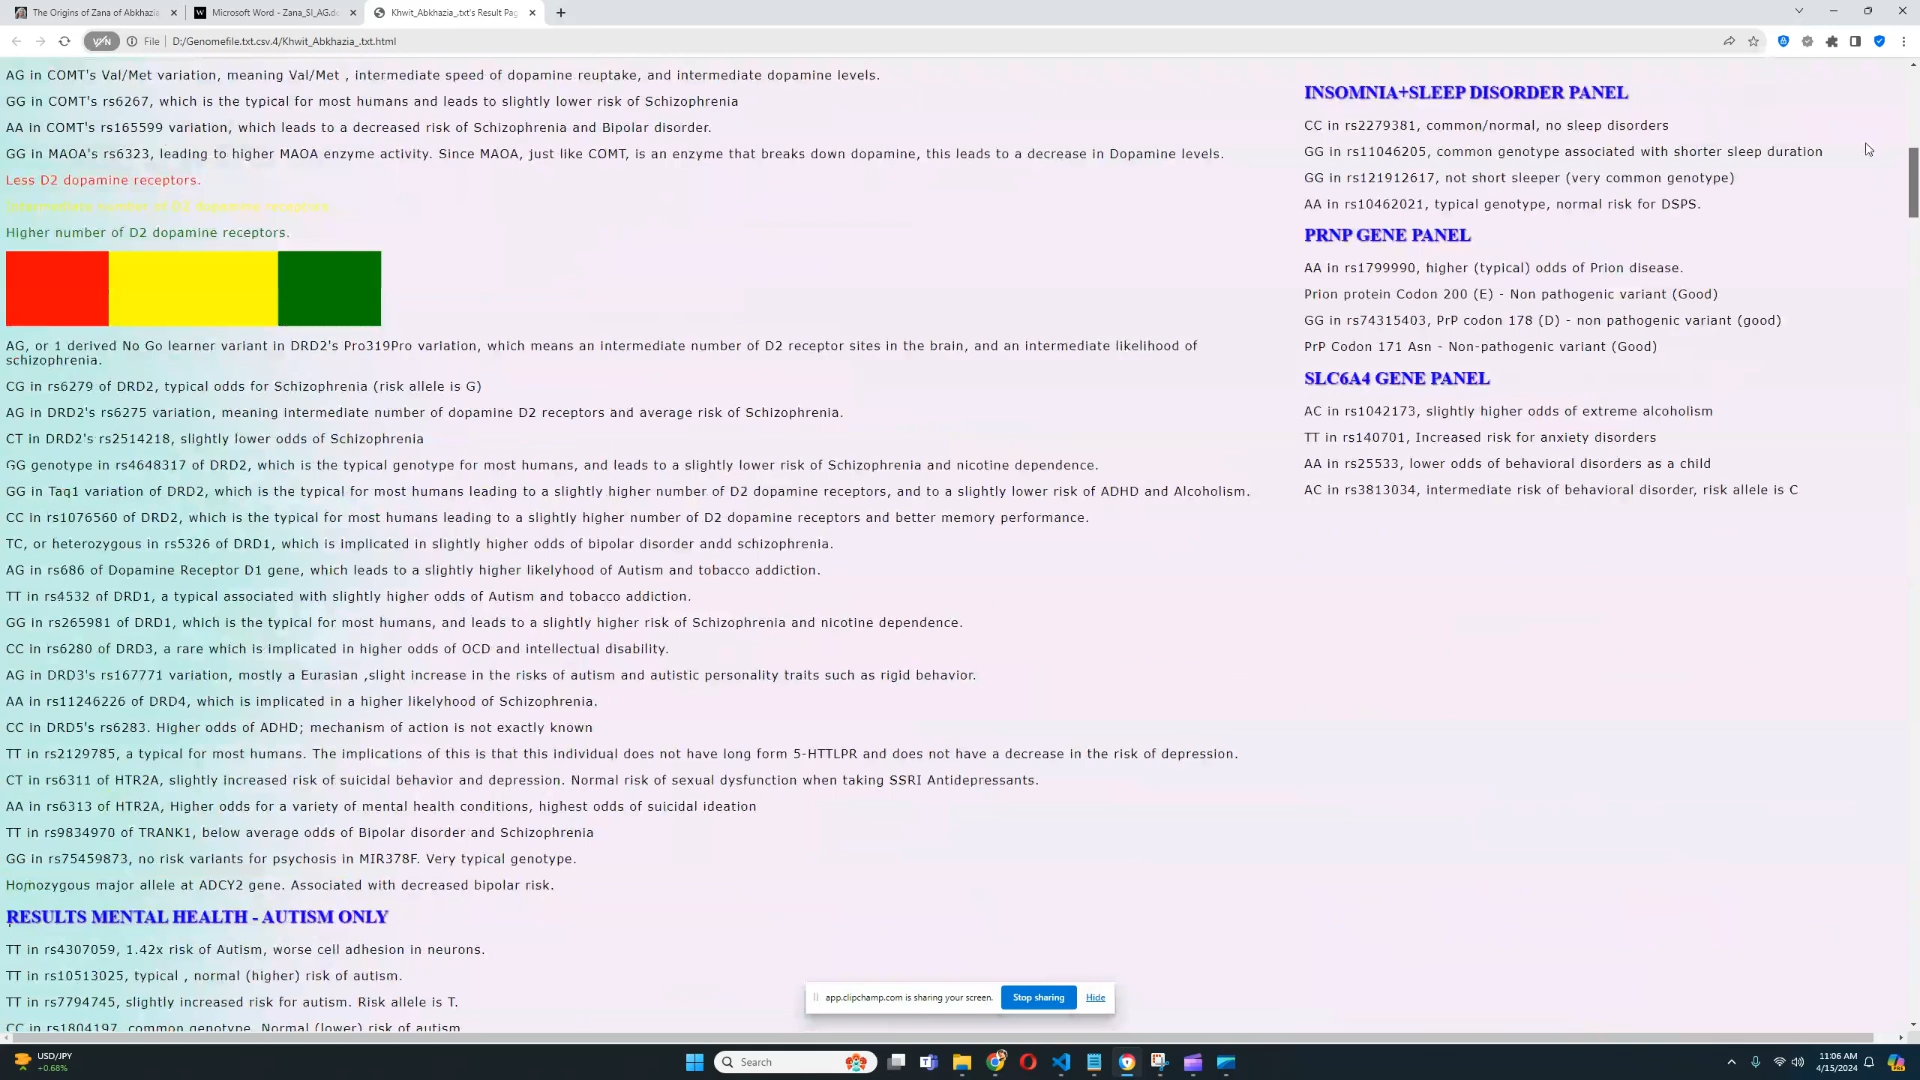 The Origins of Zana of Abkhazia
Microsoft Word - Zana_SI_AG.do
Khwit_Abkhazia_.txt's Result Pag
File
D:/Genomefile.txt.csv.4/Khwit_Abkhazia_.txt.html
AG in COMT's Val/Met variation, meaning Val/Met , intermediate speed of dopamine reuptake, and intermediate dopamine levels.
GG in COMT's rs6267, which is the typical for most humans and leads to slightly lower risk of Schizophrenia
AA in COMT's rs165599 variation, which leads to a decreased risk of Schizophrenia and Bipolar disorder.
GG in MAOA's rs6323, leading to higher MAOA enzyme activity. Since MAOA, just like COMT, is an enzyme that breaks down dopamine, this leads to a decrease in Dopamine levels.
Less D2 dopamine receptors.
Intermediate number of D2 dopamine receptors.
Higher number of D2 dopamine receptors.
AG, or 1 derived No Go learner variant in DRD2's Pro319Pro variation, which means an intermediate number of D2 receptor sites in the brain, and an intermediate likelihood of
schizophrenia.
CG in rs6279 of DRD2, typical odds for Schizophrenia (risk allele is G)
AG in DRD2's rs6275 variation, meaning intermediate number of dopamine D2 receptors and average risk of Schizophrenia.
CT in DRD2's rs2514218, slightly lower odds of Schizophrenia
GG genotype in rs4648317 of DRD2, which is the typical genotype for most humans, and leads to a slightly lower risk of Schizophrenia and nicotine dependence.
GG in Taq1 variation of DRD2, which is the typical for most humans leading to a slightly higher number of D2 dopamine receptors, and to a slightly lower risk of ADHD and Alcoholism.
CC in rs1076560 of DRD2, which is the typical for most humans leading to a slightly higher number of D2 dopamine receptors and better memory performance.
TC, or heterozygous in rs5326 of DRD1, which is implicated in slightly higher odds of bipolar disorder andd schizophrenia.
AG in rs686 of Dopamine Receptor D1 gene, which leads to a slightly higher likelyhood of Autism and tobacco addiction.
TT in rs4532 of DRD1, a typical associated with slightly higher odds of Autism and tobacco addiction.
GG in rs265981 of DRD1, which is the typical for most humans, and leads to a slightly higher risk of Schizophrenia and nicotine dependence.
CC in rs6280 of DRD3, a rare which is implicated in higher odds of OCD and intellectual disability.
AG in DRD3's rs167771 variation, mostly a Eurasian ,slight increase in the risks of autism and autistic personality traits such as rigid behavior.
AA in rs11246226 of DRD4, which is implicated in a higher likelyhood of Schizophrenia.
CC in DRD5's rs6283. Higher odds of ADHD; mechanism of action is not exactly known
TT in rs2129785, a typical for most humans. The implications of this is that this individual does not have long form 5-HTTLPR and does not have a decrease in the risk of depression.
CT in rs6311 of HTR2A, slightly increased risk of suicidal behavior and depression. Normal risk of sexual dysfunction when taking SSRI Antidepressants.
AA in rs6313 of HTR2A, Higher odds for a variety of mental health conditions, highest odds of suicidal ideation
TT in rs9834970 of TRANK1, below average odds of Bipolar disorder and Schizophrenia
GG in rs75459873, no risk variants for psychosis in MIR378F. Very typical genotype.
Homozygous major allele at ADCY2 gene. Associated with decreased bipolar risk.
RESULTS MENTAL HEALTH - AUTISM ONLY
TT in rs4307059, 1.42x risk of Autism, worse cell adhesion in neurons.
TT in rs10513025, typical , normal (higher) risk of autism.
TT in rs7794745, slightly increased risk for autism. Risk allele is T.
CC in rs1804197, common genotype. Normal (lower) risk of autism
INSOMNIA+SLEEP DISORDER PANEL
CC in rs2279381, common/normal, no sleep disorders
GG in rs11046205, common genotype associated with shorter sleep duration
GG in rs121912617, not short sleeper (very common genotype)
AA in rs10462021, typical genotype, normal risk for DSPS.
PRNP GENE PANEL
AA in rs1799990, higher (typical) odds of Prion disease.
Prion protein Codon 200 (E) - Non pathogenic variant (Good)
GG in rs74315403, PrP codon 178 (D) - non pathogenic variant (good)
PrP Codon 171 Asn - Non-pathogenic variant (Good)
SLC6A4 GENE PANEL
AC in rs1042173, slightly higher odds of extreme alcoholism
TT in rs140701, Increased risk for anxiety disorders
AA in rs25533, lower odds of behavioral disorders as a child
AC in rs3813034, intermediate risk of behavioral disorder, risk allele is C
app.clipchamp.com is sharing your screen.
Stop sharing
Hide
USD/JPY
+0.68%
Search
11:06 AM
4/15/2024